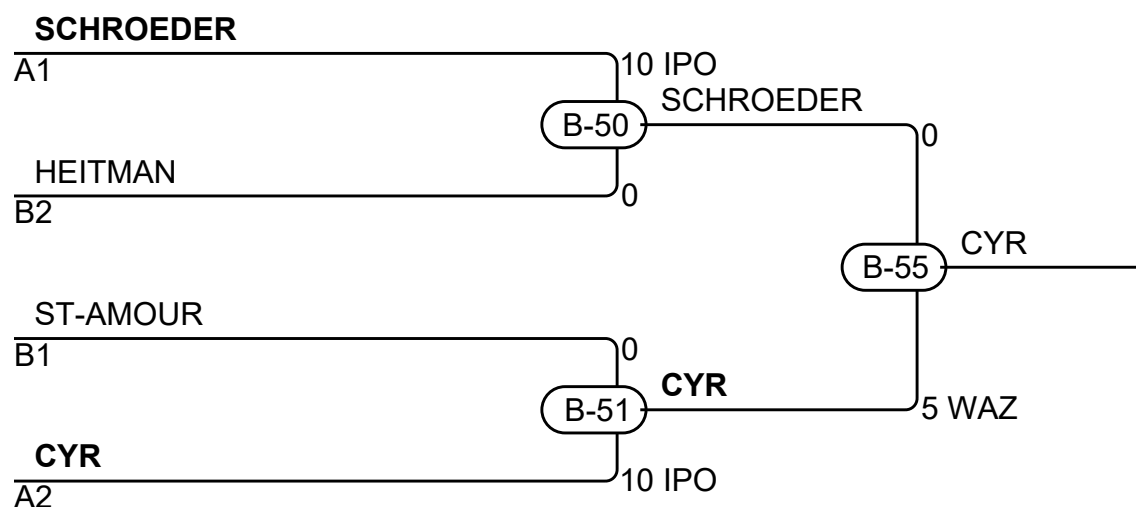 SCHROEDER
A1
10 IPO
SCHROEDER
B-50
0
HEITMAN
B2
0
CYR
B-55
ST-AMOUR
B1
0
CYR
B-51
5 WAZ
CYR
A2
10 IPO